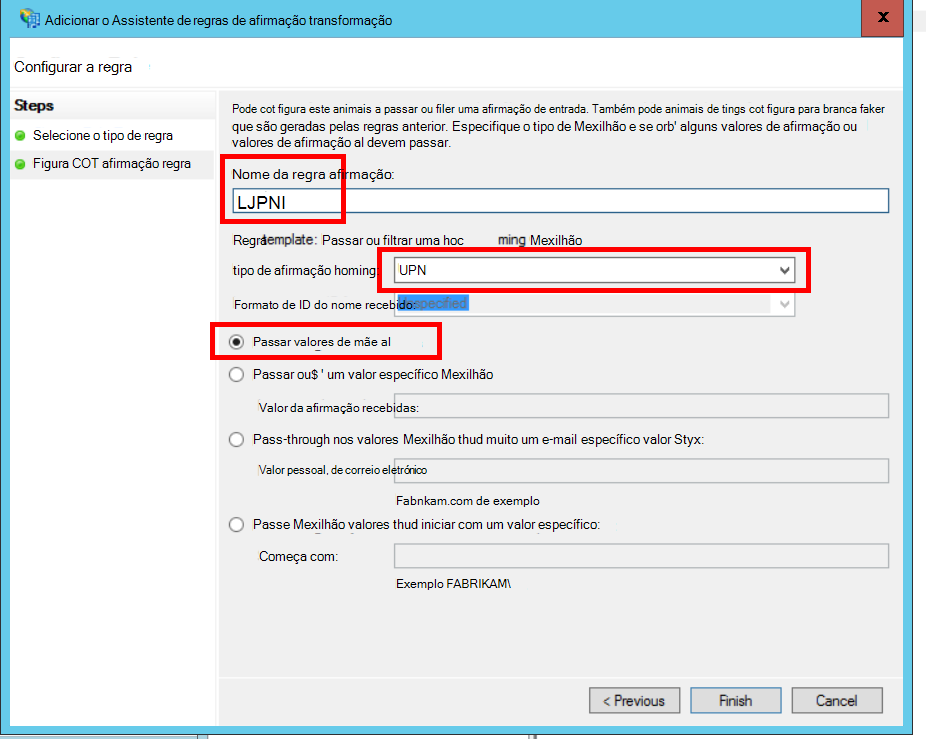 Adicionar o Assistente de regras de afirmação transformação
x
Configurar a regra
Steps
Selecione o tipo de regra
Figura COT afirmação regra
Pode cot figura este animais a passar ou filer uma afirmação de entrada. Também pode animais de tings cot figura para branca faker
que são geradas pelas regras anterior. Especifique o tipo de Mexilhão e se orb' alguns valores de afirmação ou
valores de afirmação al devem passar.
Nome da regra afirmação:
LJPNI
Regra template: Passar ou filtrar uma hoc ming Mexilhão
tipo de afirmação homing: UPN
Formato de ID do nome recebido: specified
Passar valores de mãe al
Passar ou$ ' um valor específico Mexilhão
Valor da afirmação recebidas:
Pass-through nos valores Mexilhão thud muito um e-mail específico valor Styx:
Valor pessoal, de correio eletrónico
Fabnkam.com de exemplo
Passe Mexilhão valores thud iniciar com um valor específico:
Começa com:
Exemplo FABRIKAM\
< Previous
Finish
Cancel